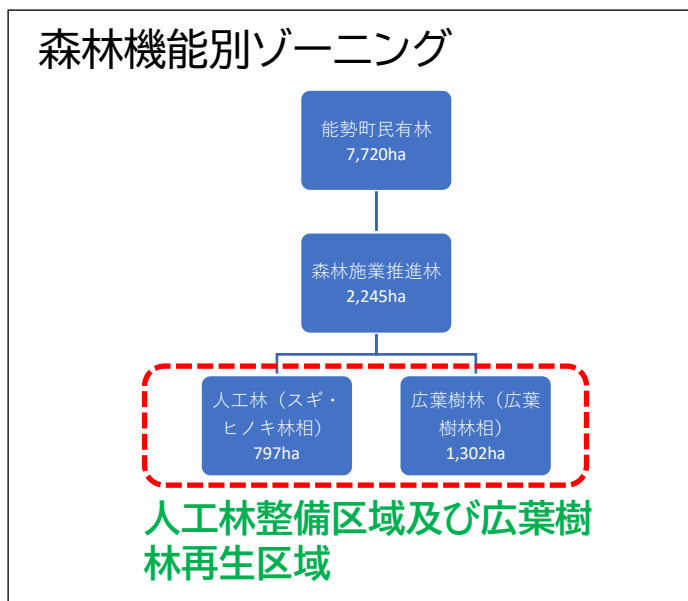 森林機能別ゾーニング
能勢町民有林
7,720ha
森林施業推進林
2,245ha
人工林（スギ・
ヒノキ林相）
797ha
広葉樹林（広葉
樹林相）
1,302ha
人工林整備区域及び広葉樹
林再生区域